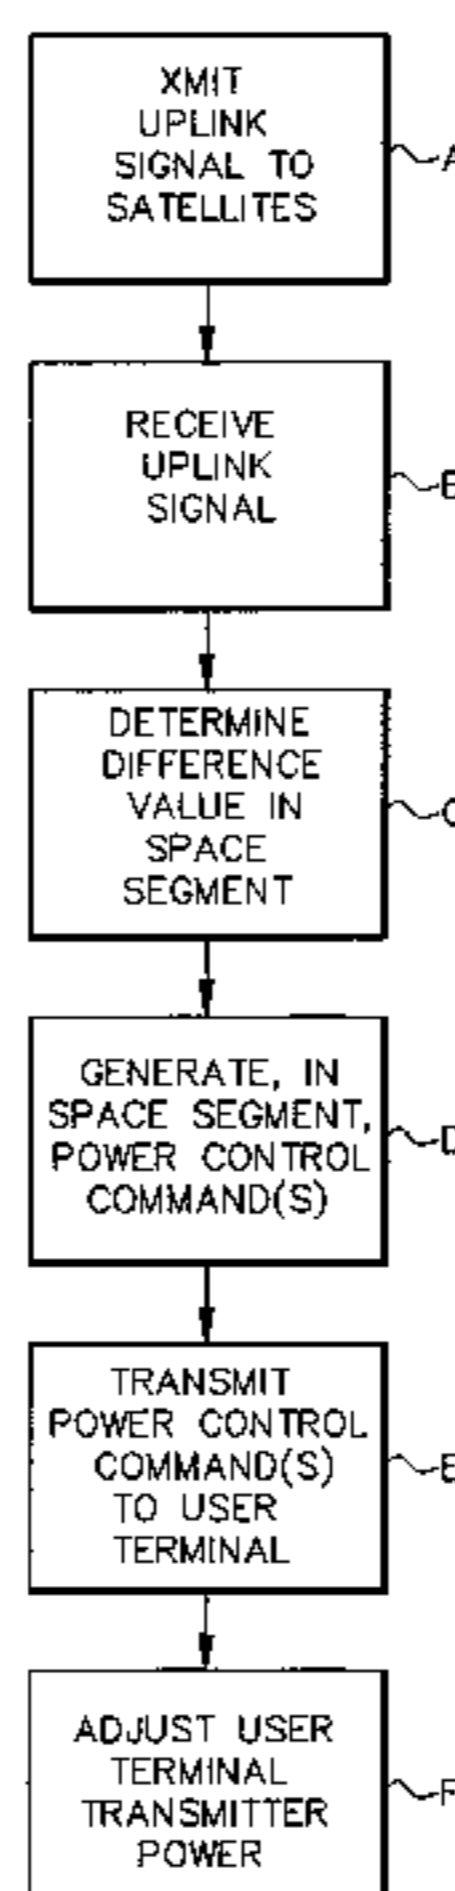 XMIT
UPLINK
SIGNAL TO
SATELLITES
A
RECEIVE
UPLINK
SIGNAL
DETERMINE
DIFFERENCE
VALUE IN
SPACE
SEGMENT
GENERATE, IN
SPACE SEGMENT,
POWER CONTROL
COMMAND(S)
D
TRANSMIT
POWER CONTROL
COMMAND(S)
TO USER
TERMINAL
E
ADJUST USER
TERMINAL
TRANSMITTER
POWER